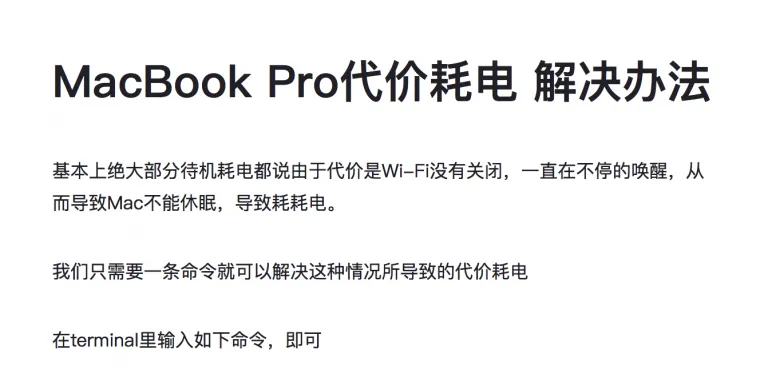 MacBook Pro代价耗电 解决办法
基本上绝大部分待机耗电都说由于代价是Wi-Fi没有关闭，一直在不停的唤醒，从
而导致Mac不能休眠，导致耗耗电。
我们只需要一条命令就可以解决这种情况所导致的代价耗电
在terminal里输入如下命令，即可